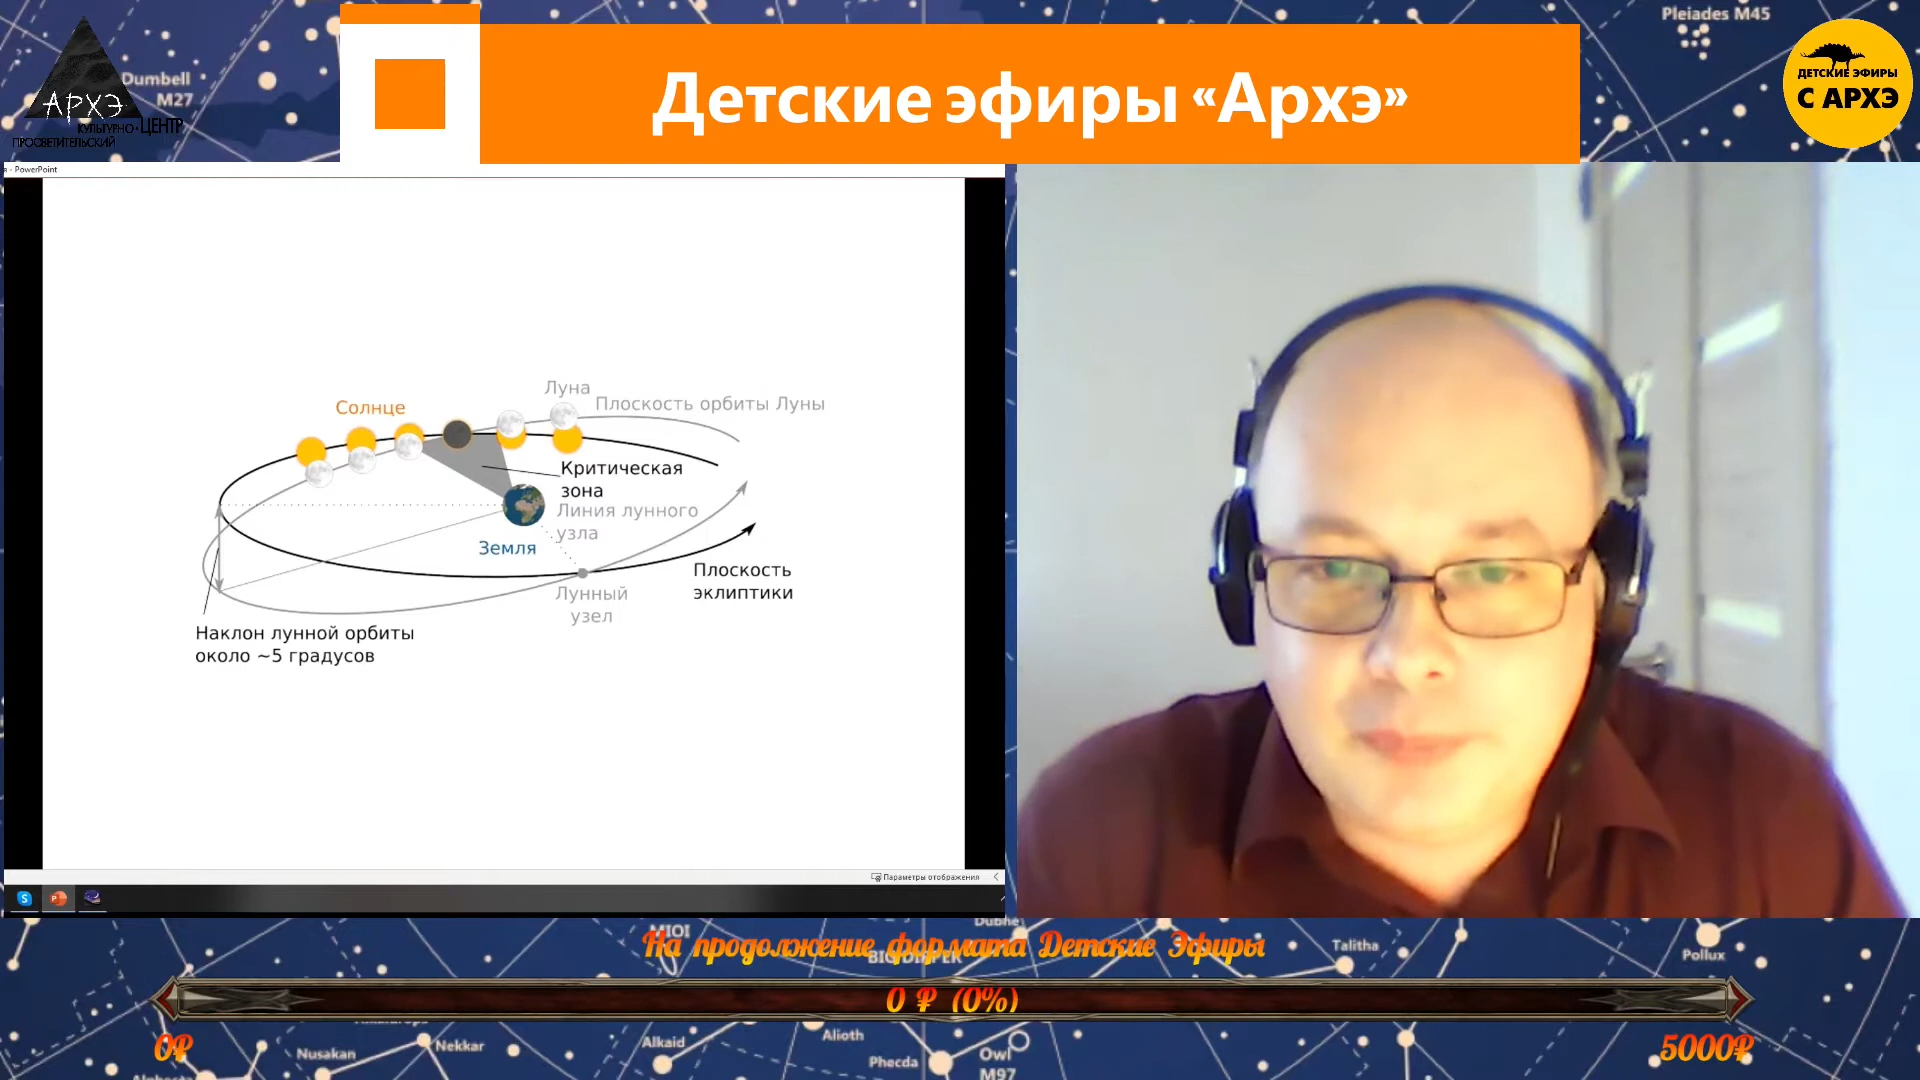 Pleiades M45
Dumbell
M27
АРХЭ
КУЛЬТУРНО-ЦЕНТР
ПРОСВЕТИТЕЛЬСКИЙ
Детские эфиры «Архэ»
ДЕТСКИЕ ЭФИРЫ
С АРХЭ
- PowerPoint
Луна
Солнце
Плоскость орбиты Луны
Критическая
зона
Линия лунного
узла
Земля
Плоскость
эклиптики
Лунный
узел
Наклон лунной орбиты
около ~5 градусов
Параметры отображения
Dubhe
M101
На продолжение формата Детские Эфиры
Talitha
Pollux
0 ₽ (0%)
0₽
5000₽
Nusakan
Nekkar
Alkaid
Alioth
Phecda
Owl
M97